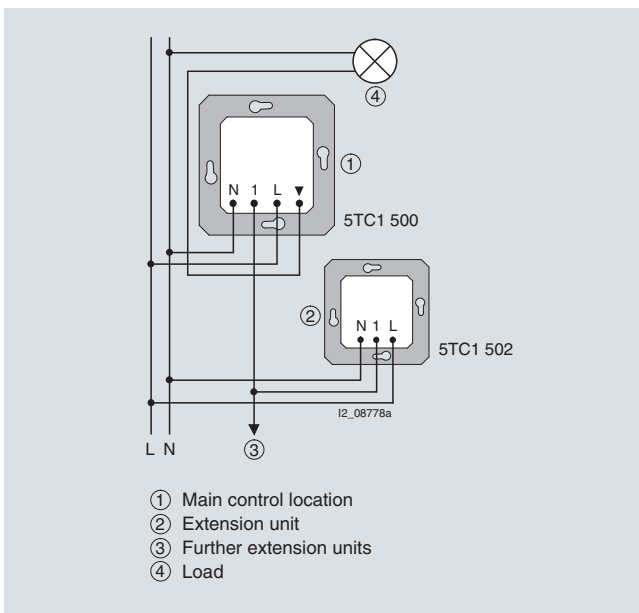 ④
N 1 L ▼
①
5TC1 500
②
N 1 L
5TC1 502
I2_08778a
L N
③
① Main control location
② Extension unit
③ Further extension units
④ Load